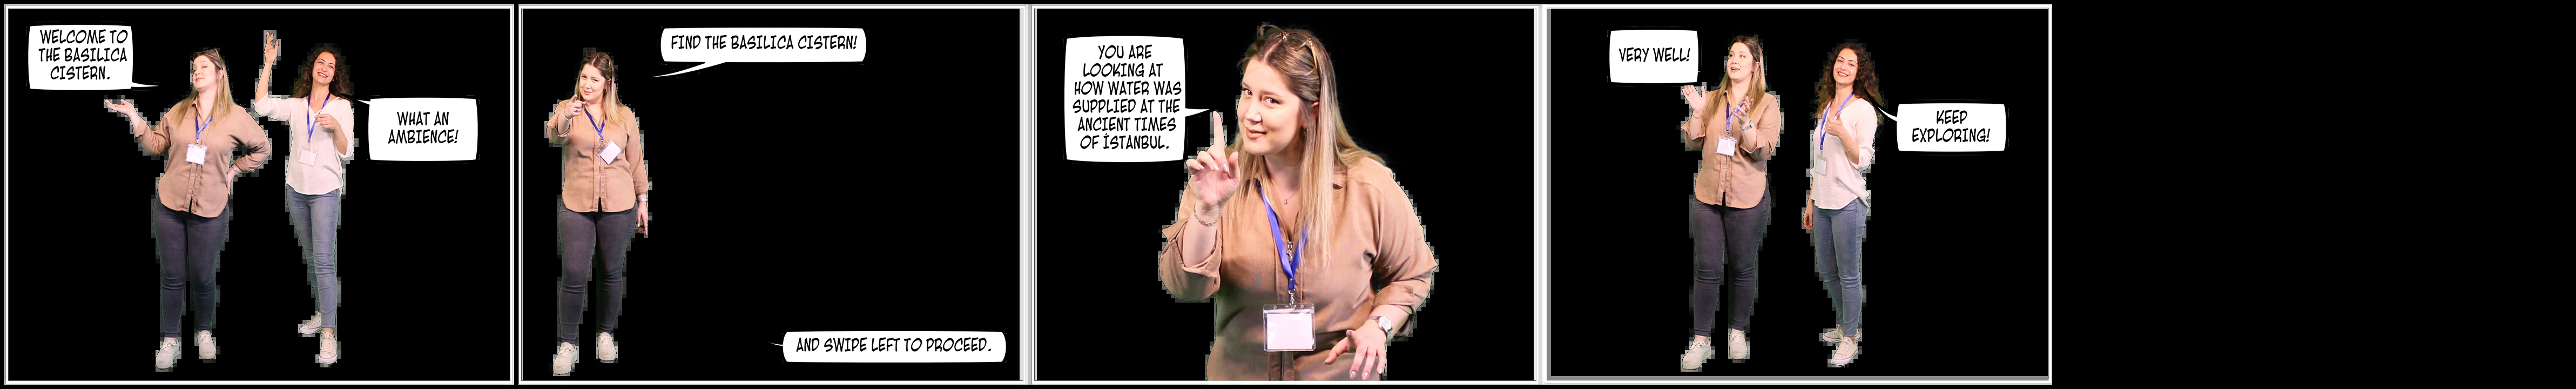 WELCOME TO
THE BASILICA
CISTERN.
WHAT AN
AMBIENCE!
FIND THE BASILICA CISTERN!
AND SWIPE LEFT TO PROCEED.
YOU ARE
LOOKING AT
HOW WATER WAS
SUPPLIED AT THE
ANCIENT TIMES
OF İSTANBUL.
VERY WELL!
KEEP
EXPLORING!